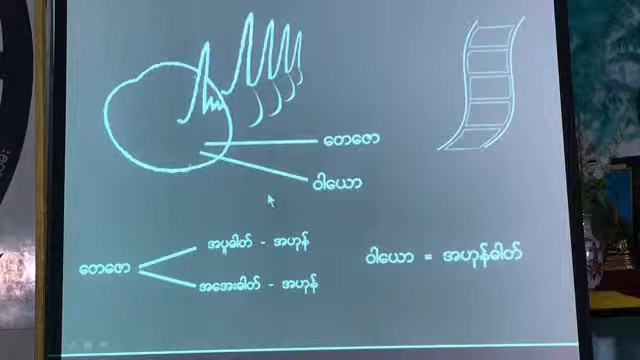 တေဇော
ဝါယော
အပူဓါတ် - အဟုန်
တေဇော
အအေးဓါတ် - အဟုန်
ဝါယော = အဟုန်ဓါတ်